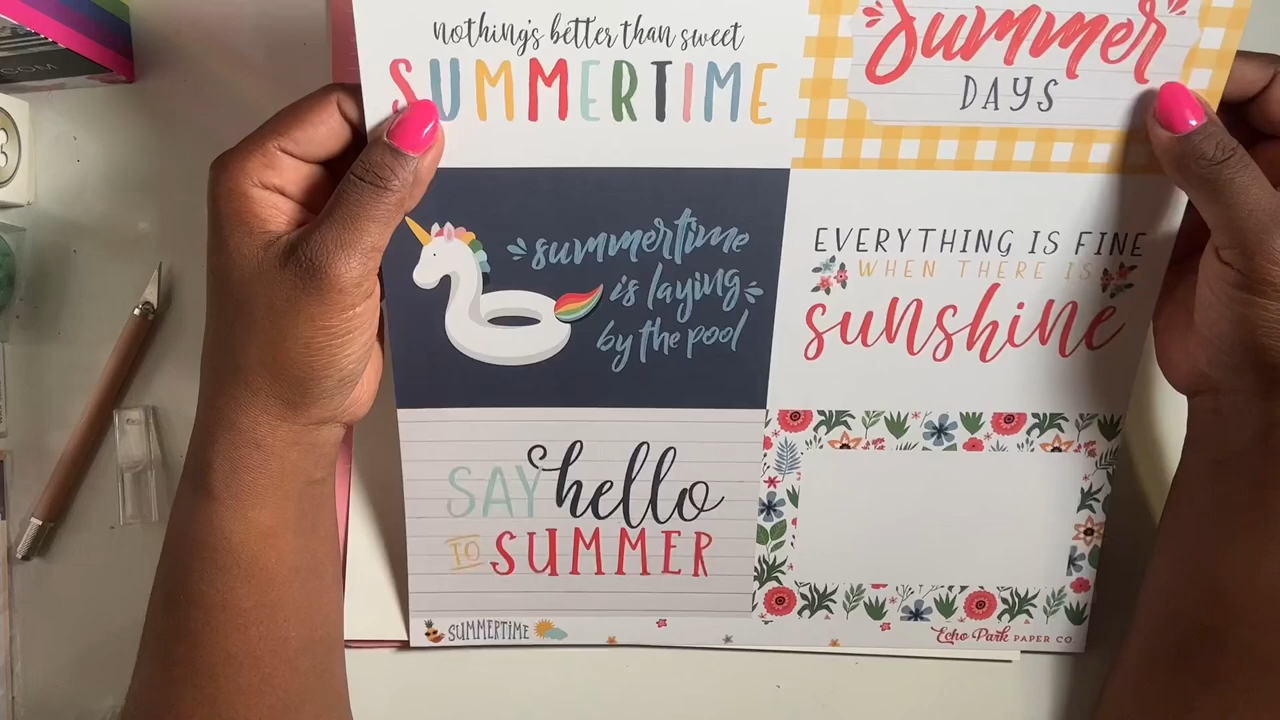 .COM
nothing's better than sweet
SUMMERTIME
Summer
DAYS
summertime
is laying
by the pool
EVERYTHING IS FINE
WHEN THERE IS
sunshine
SAY hello
TO SUMMER
SUMMERTIME
Echo Park PAPER CO.